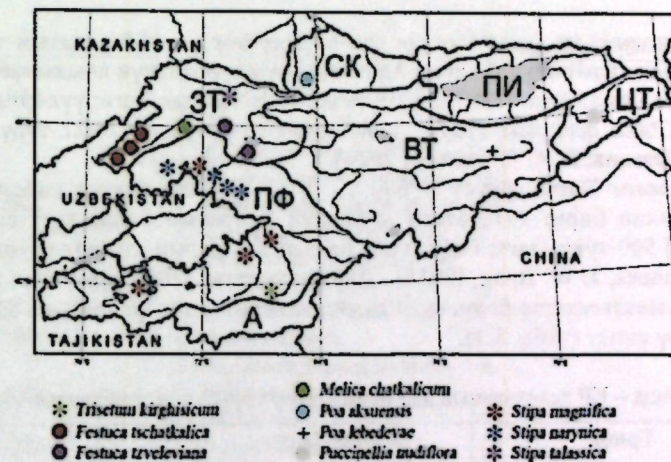 KAZAKHSTAN
СК
ЗТ
ПИ
ЦТ
ВТ
UZBEKISTAN
ПФ
CHINA
А
TAJIKISTAN
Melica chatkalicum
Trisetum kirghisicum
Poa aksuensis
Stipa magnifica
Festuca tschatkalica
Poa lebedevae
Stipa narynica
Festuca tzveleviana
Puccinellia nudiflora
Stipa talassica